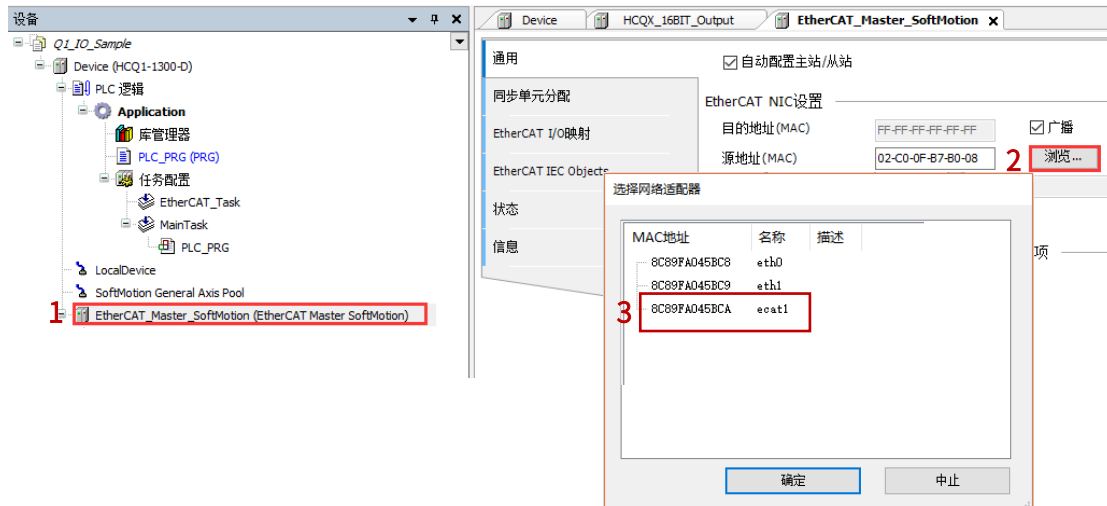 设备
Q1_IO_Sample
Device (HCQ1-1300-D)
PLC 逻辑
Application
库管理器
PLC_PRG (PRG)
任务配置
EtherCAT_Task
MainTask
PLC_PRG
LocalDevice
SoftMotion General Axis Pool
1
EtherCAT_Master_SoftMotion (EtherCAT Master SoftMotion)
Device
HCQX_16BIT_Output
EtherCAT_Master_SoftMotion
通用
同步单元分配
EtherCAT I/O映射
EtherCAT IEC Objects
状态
信息
自动配置主站/从站
EtherCAT NIC设置
目的地址(MAC)
FF-FF-FF-FF-FF-FF
广播
源地址(MAC)
02-C0-0F-B7-B0-08
2
浏览...
项
选择网络适配器
MAC地址 名称 描述
8C89FA045BC8 eth0
8C89FA045BC9 eth1
3
8C89FA045BCA ecat1
确定
中止